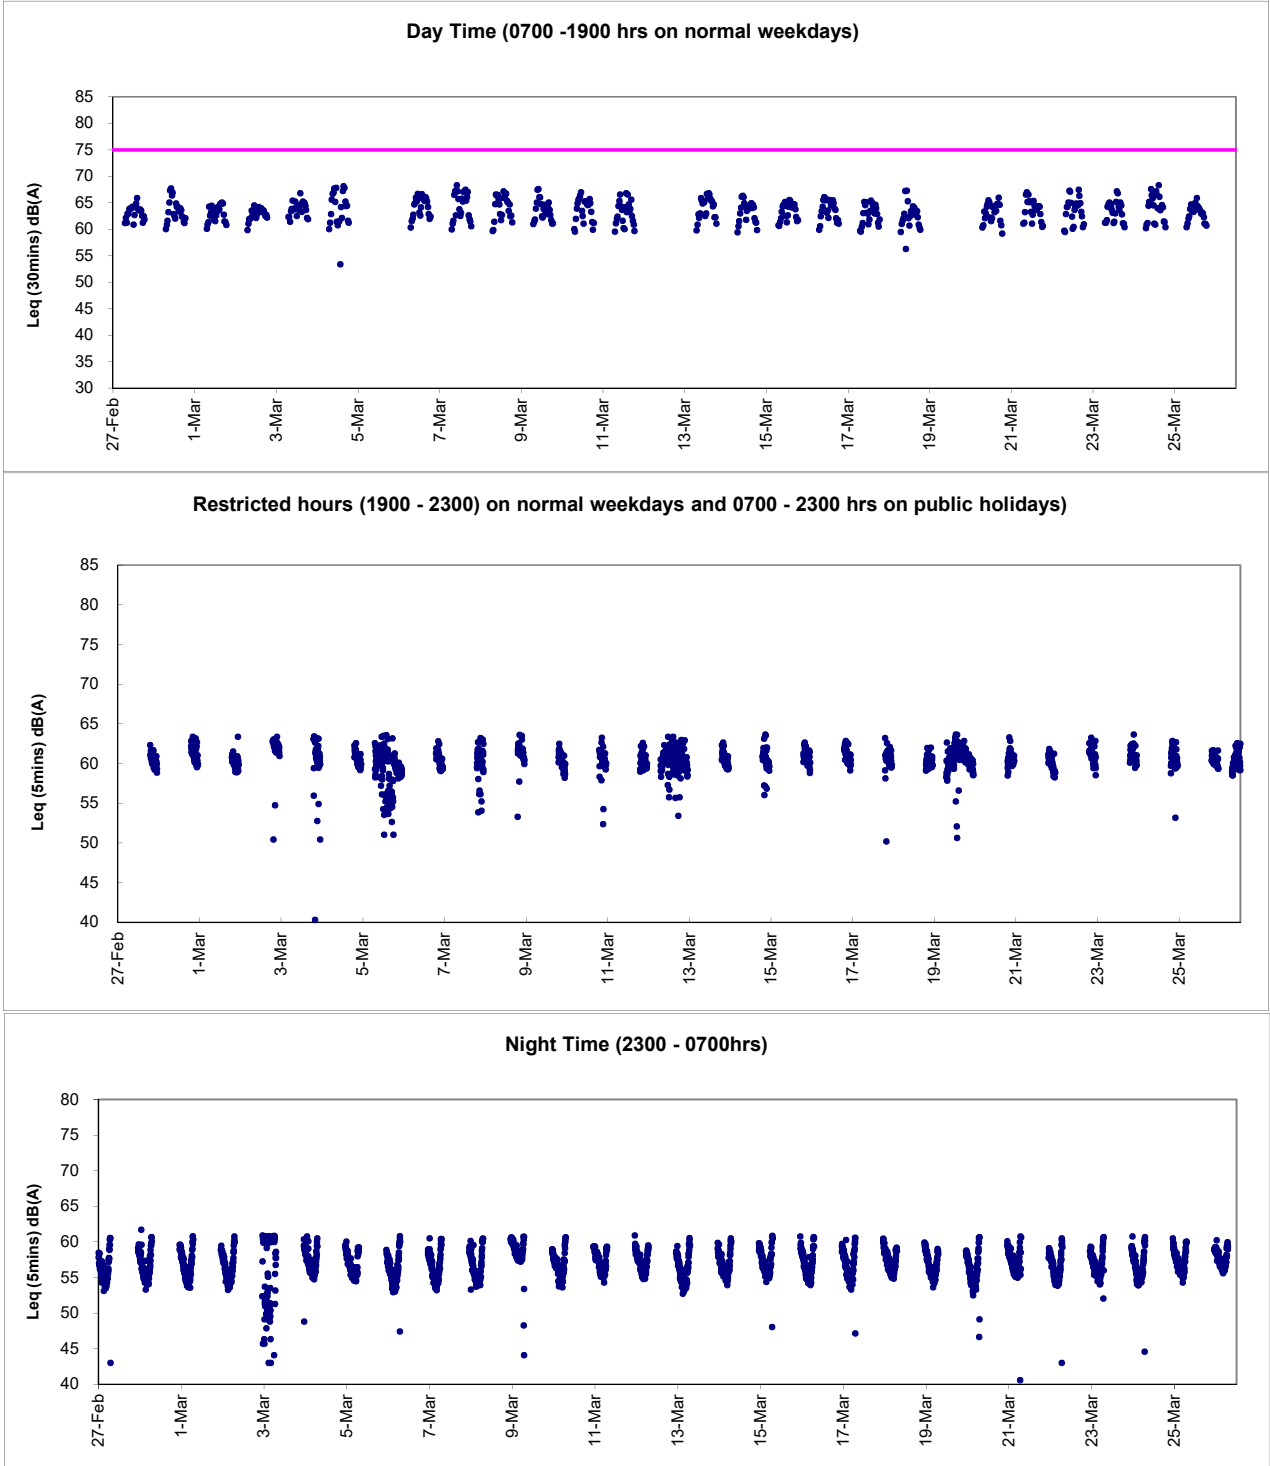 Day Time (0700 -1900 hrs on normal weekdays)
Leq (30mins) dB(A)
85
80
75
70
65
60
55
50
45
40
35
30
27-Feb
1-Mar
3-Mar
5-Mar
7-Mar
9-Mar
11-Mar
13-Mar
15-Mar
17-Mar
19-Mar
21-Mar
23-Mar
25-Mar
Restricted hours (1900 - 2300) on normal weekdays and 0700 - 2300 hrs on public holidays)
Leq (5mins) dB(A)
85
80
75
70
65
60
55
50
45
40
27-Feb
1-Mar
3-Mar
5-Mar
7-Mar
9-Mar
11-Mar
13-Mar
15-Mar
17-Mar
19-Mar
21-Mar
23-Mar
25-Mar
Night Time (2300 - 0700hrs)
Leq (5mins) dB(A)
80
75
70
65
60
55
50
45
40
27-Feb
1-Mar
3-Mar
5-Mar
7-Mar
9-Mar
11-Mar
13-Mar
15-Mar
17-Mar
19-Mar
21-Mar
23-Mar
25-Mar